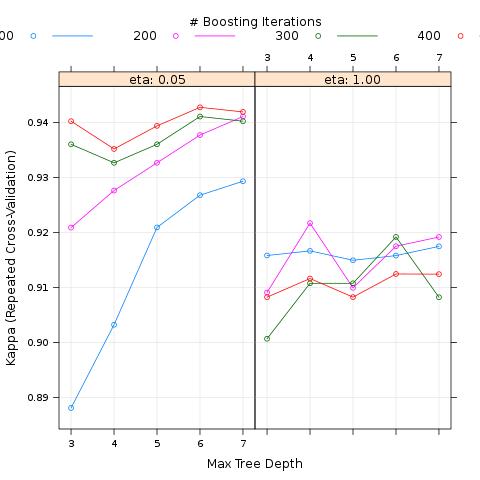 # Boosting Iterations
00 200 300 400
3 4 5 6 7
eta: 0.05 eta: 1.00
Kappa (Repeated Cross-Validation)
0.94
0.93
0.92
0.91
0.90
0.89
3 4 5 6 7
Max Tree Depth